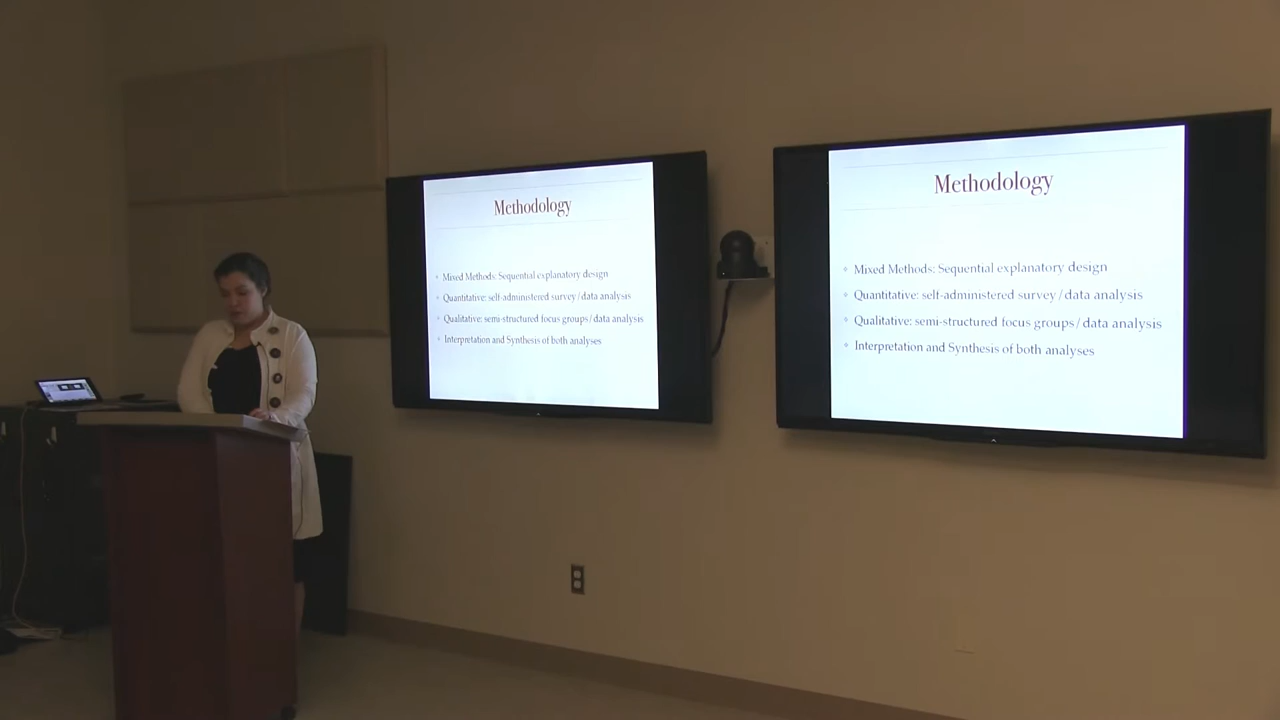 Methodology
Mixed Methods: Sequential explanatory design
Quantitative: self-administered survey/data analysis
Qualitative: semi-structured focus groups/data analysis
Interpretation and Synthesis of both analyses
Methodology
Mixed Methods: Sequential explanatory design
Quantitative: self-administered survey/data analysis
Qualitative: semi-structured focus groups/data analysis
Interpretation and Synthesis of both analyses